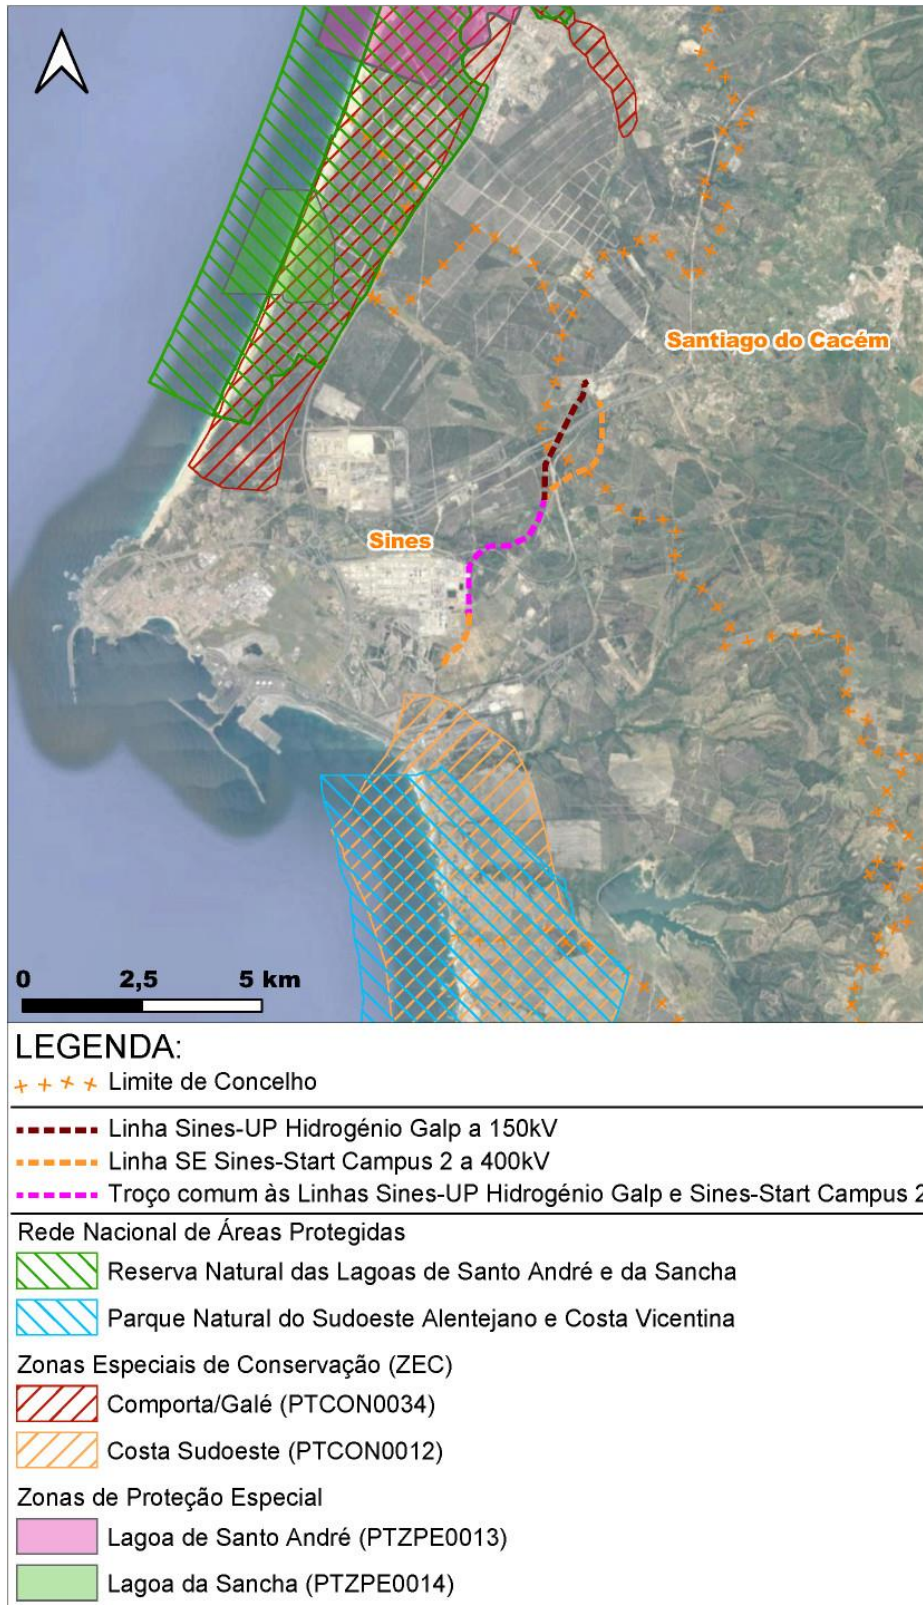 Santiago do Cacém
Sines
0 2,5 5 km
LEGENDA:
Limite de Concelho
Linha Sines-UP Hidrogénio Galp a 150kV
Linha SE Sines-Start Campus 2 a 400kV
Troço comum às Linhas Sines-UP Hidrogénio Galp e Sines-Start Campus 2
Rede Nacional de Áreas Protegidas
Reserva Natural das Lagoas de Santo André e da Sancha
Parque Natural do Sudoeste Alentejano e Costa Vicentina
Zonas Especiais de Conservação (ZEC)
Comporta/Galé (PTCON0034)
Costa Sudoeste (PTCON0012)
Zonas de Proteção Especial
Lagoa de Santo André (PTZPE0013)
Lagoa da Sancha (PTZPE0014)